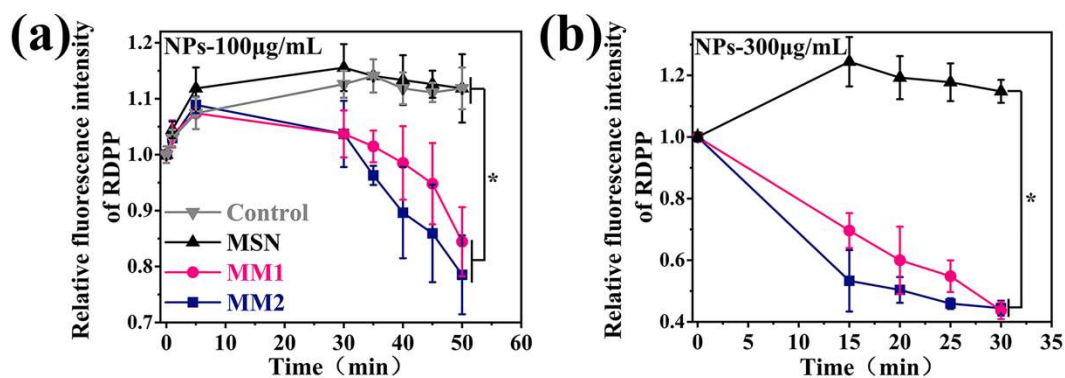 (a)
NPs-100μg/mL
Relative fluorescence intensity
of RDPP
1.2
1.1
1.0
0.9
0.8
0.7
Control
MSN
MM1
MM2
*
0 10 20 30 40 50 60
Time（min）
(b)
NPs-300μg/mL
Relative fluorescence intensity
of RDPP
1.2
1.0
0.8
0.6
0.4
*
0 5 10 15 20 25 30 35
Time（min）